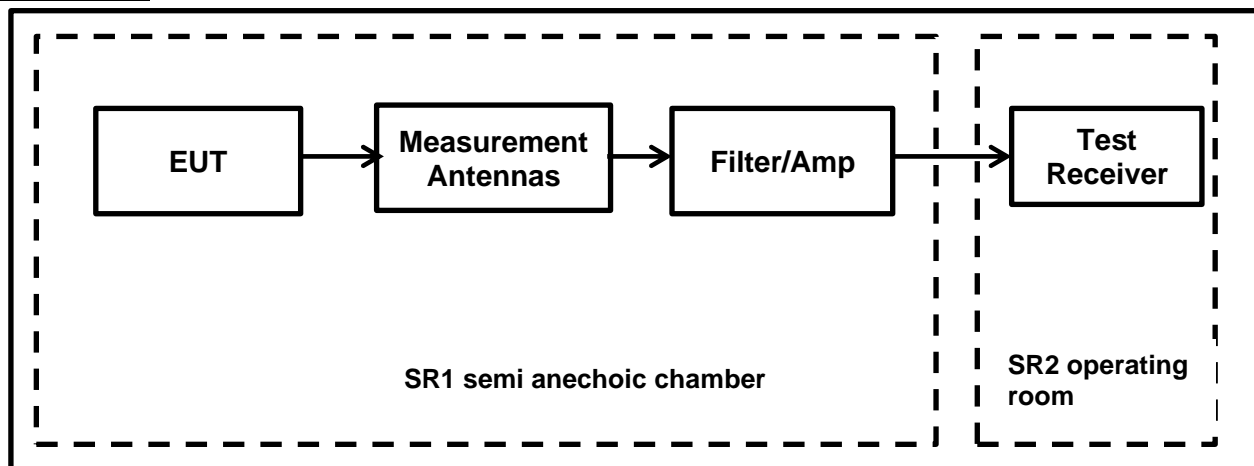 EUT
Measurement
Antennas
Filter/Amp
Test
Receiver
SR1 semi anechoic chamber
SR2 operating
room